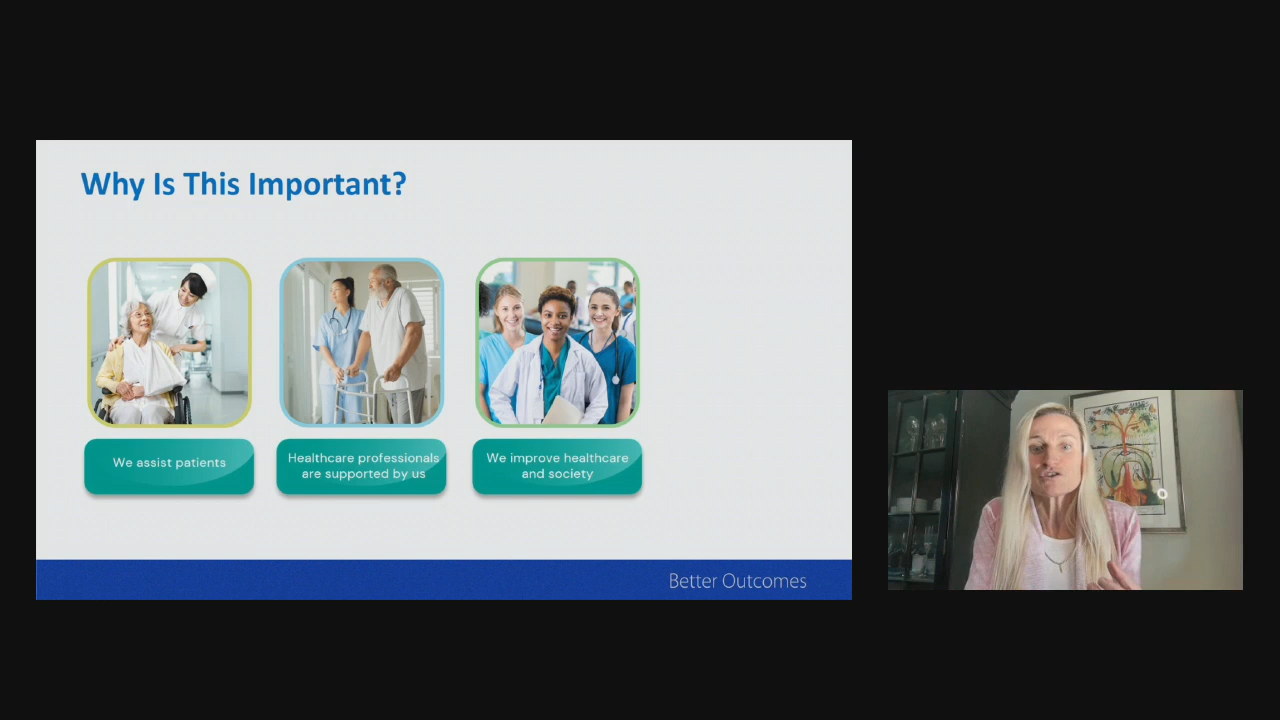 Why Is This Important?
We assist patients
Healthcare professionals
are supported by us
We improve healthcare
and society
Better Outcomes